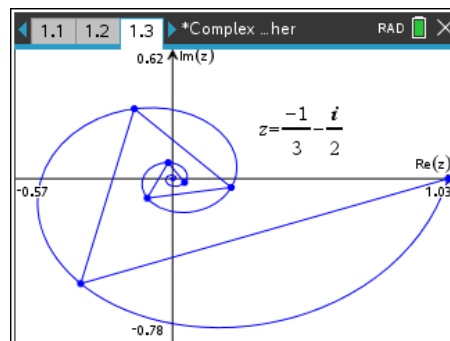 1.1 1.2 1.3 *Complex …her RAD
0.62 Im(z)
z=-1/3-i/2
Re(z)
-0.57 1.03
-0.78